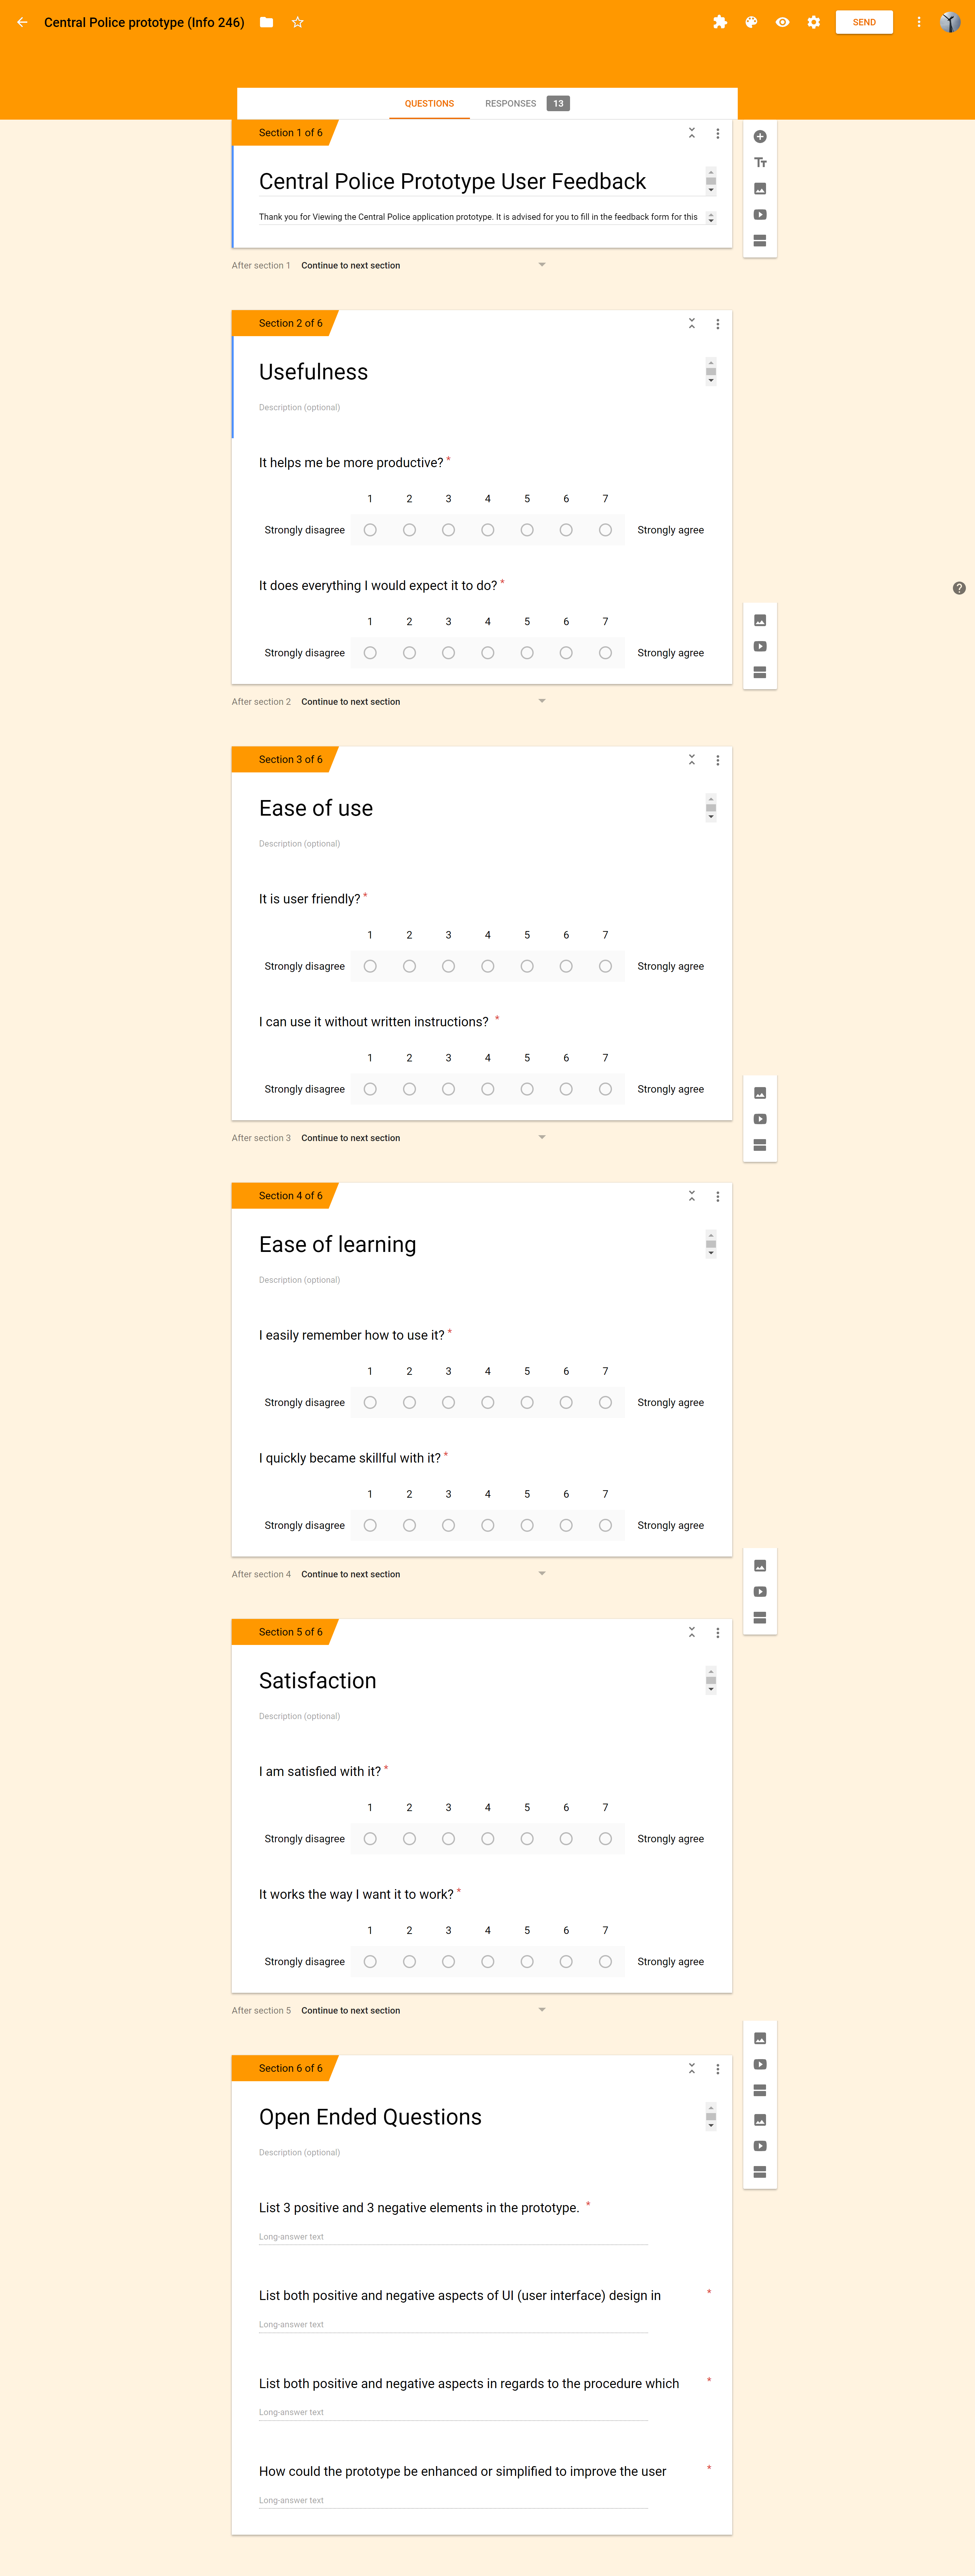 Central Police prototype (Info 246)
SEND
QUESTIONS RESPONSES 13
Section 1 of 6
Central Police Prototype User Feedback
Thank you for Viewing the Central Police application prototype. It is advised for you to fill in the feedback form for this
After section 1 Continue to next section
Section 2 of 6
Usefulness
Description (optional)
It helps me be more productive? *
1 2 3 4 5 6 7
Strongly disagree Strongly agree
It does everything I would expect it to do? *
1 2 3 4 5 6 7
Strongly disagree Strongly agree
After section 2 Continue to next section
Section 3 of 6
Ease of use
Description (optional)
It is user friendly? *
1 2 3 4 5 6 7
Strongly disagree Strongly agree
I can use it without written instructions? *
1 2 3 4 5 6 7
Strongly disagree Strongly agree
After section 3 Continue to next section
Section 4 of 6
Ease of learning
Description (optional)
I easily remember how to use it? *
1 2 3 4 5 6 7
Strongly disagree Strongly agree
I quickly became skillful with it? *
1 2 3 4 5 6 7
Strongly disagree Strongly agree
After section 4 Continue to next section
Section 5 of 6
Satisfaction
Description (optional)
I am satisfied with it? *
1 2 3 4 5 6 7
Strongly disagree Strongly agree
It works the way I want it to work? *
1 2 3 4 5 6 7
Strongly disagree Strongly agree
After section 5 Continue to next section
Section 6 of 6
Open Ended Questions
Description (optional)
List 3 positive and 3 negative elements in the prototype. *
Long-answer text
List both positive and negative aspects of UI (user interface) design in *
Long-answer text
List both positive and negative aspects in regards to the procedure which *
Long-answer text
How could the prototype be enhanced or simplified to improve the user *
Long-answer text